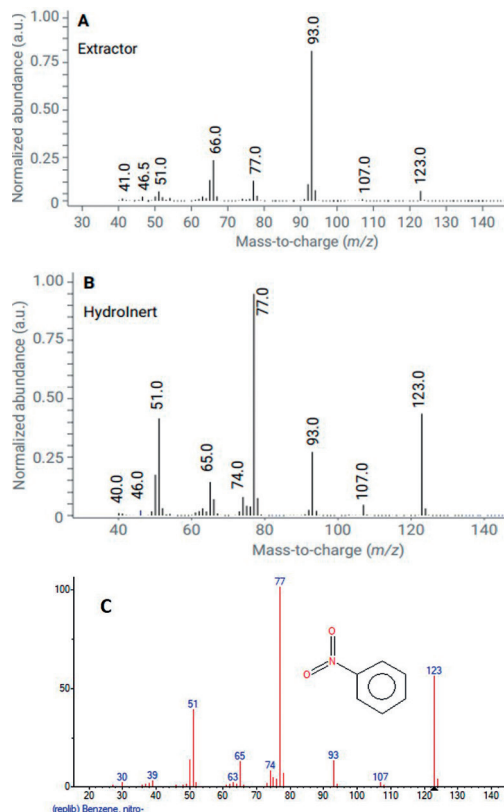 A
Extractor
Normalized abundance (a.u.)
1.00
0.75
0.50
0.25
0
41.0
46.5
51.0
66.0
77.0
93.0
107.0
123.0
30 40 50 60 70 80 90 100 110 120 130 140
Mass-to-charge (m/z)
B
HydroInert
Normalized abundance (a.u.)
1.00
0.75
0.50
0.25
0
40.0
46.0
51.0
65.0
74.0
77.0
93.0
107.0
123.0
40 60 80 100 120 140
Mass-to-charge (m/z)
C
100
50
0
30
39
51
63
65
74
77
93
107
123
O
N
O
20 30 40 50 60 70 80 90 100 110 120 130 140
(replib) Benzene, nitro-